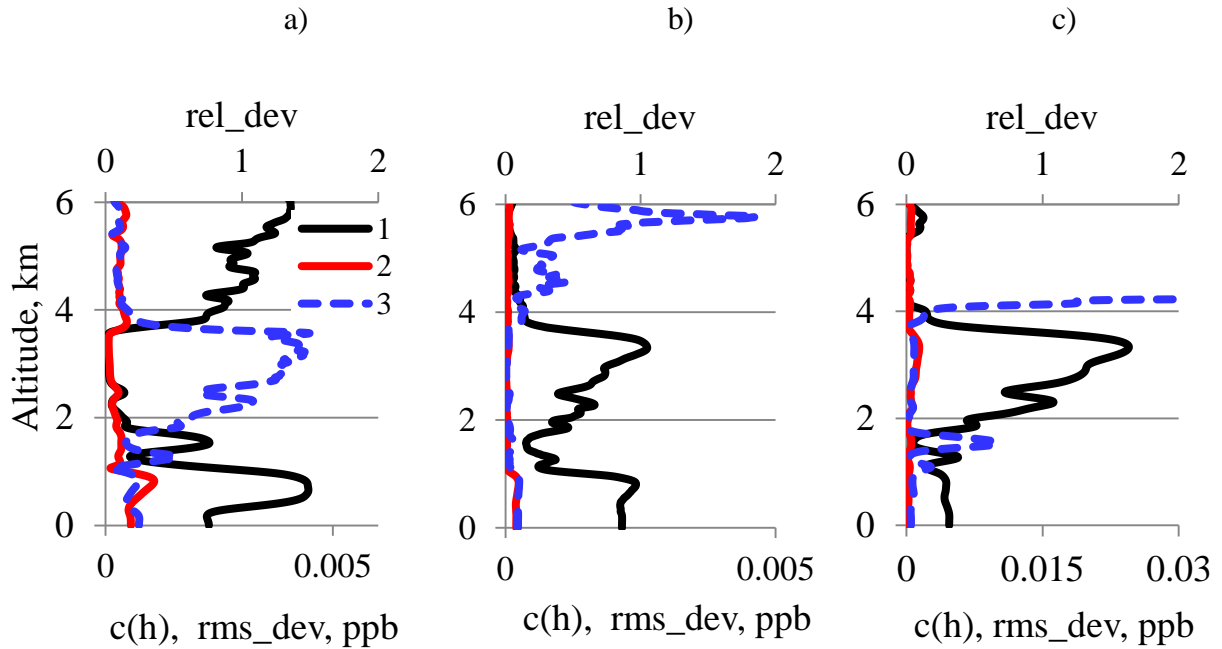 a) b) c)
rel_dev rel_dev rel_dev
0 1 2 0 1 2 0 1 2
6 6 6
1
2
3
4 4 4
2 2 2
0 0 0
Altitude, km
0 0.005 0 0.005 0 0.015 0.03
c(h), rms_dev, ppb c(h), rms_dev, ppb c(h), rms_dev, ppb